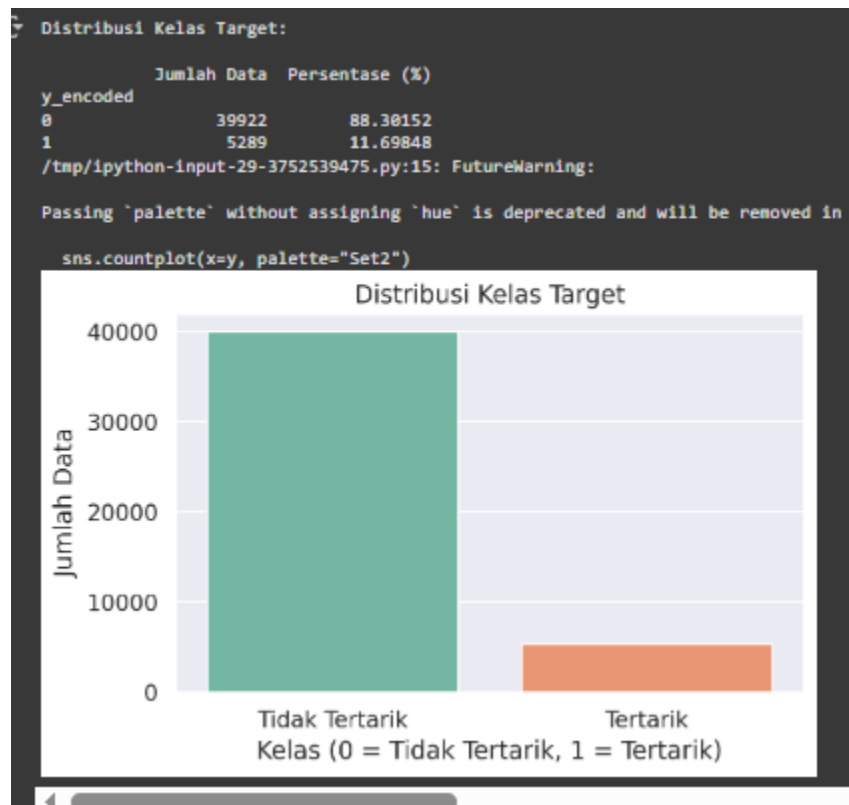 Distribusi Kelas Target:
Jumlah Data Persentase (%)
y_encoded
0 39922 88.30152
1 5289 11.69848
/tmp/ipython-input-29-3752539475.py:15: FutureWarning:
Passing `palette` without assigning `hue` is deprecated and will be removed in
sns.countplot(x=y, palette="Set2")
Distribusi Kelas Target
40000
30000
20000
10000
0
Jumlah Data
Tidak Tertarik Tertarik
Kelas (0 = Tidak Tertarik, 1 = Tertarik)